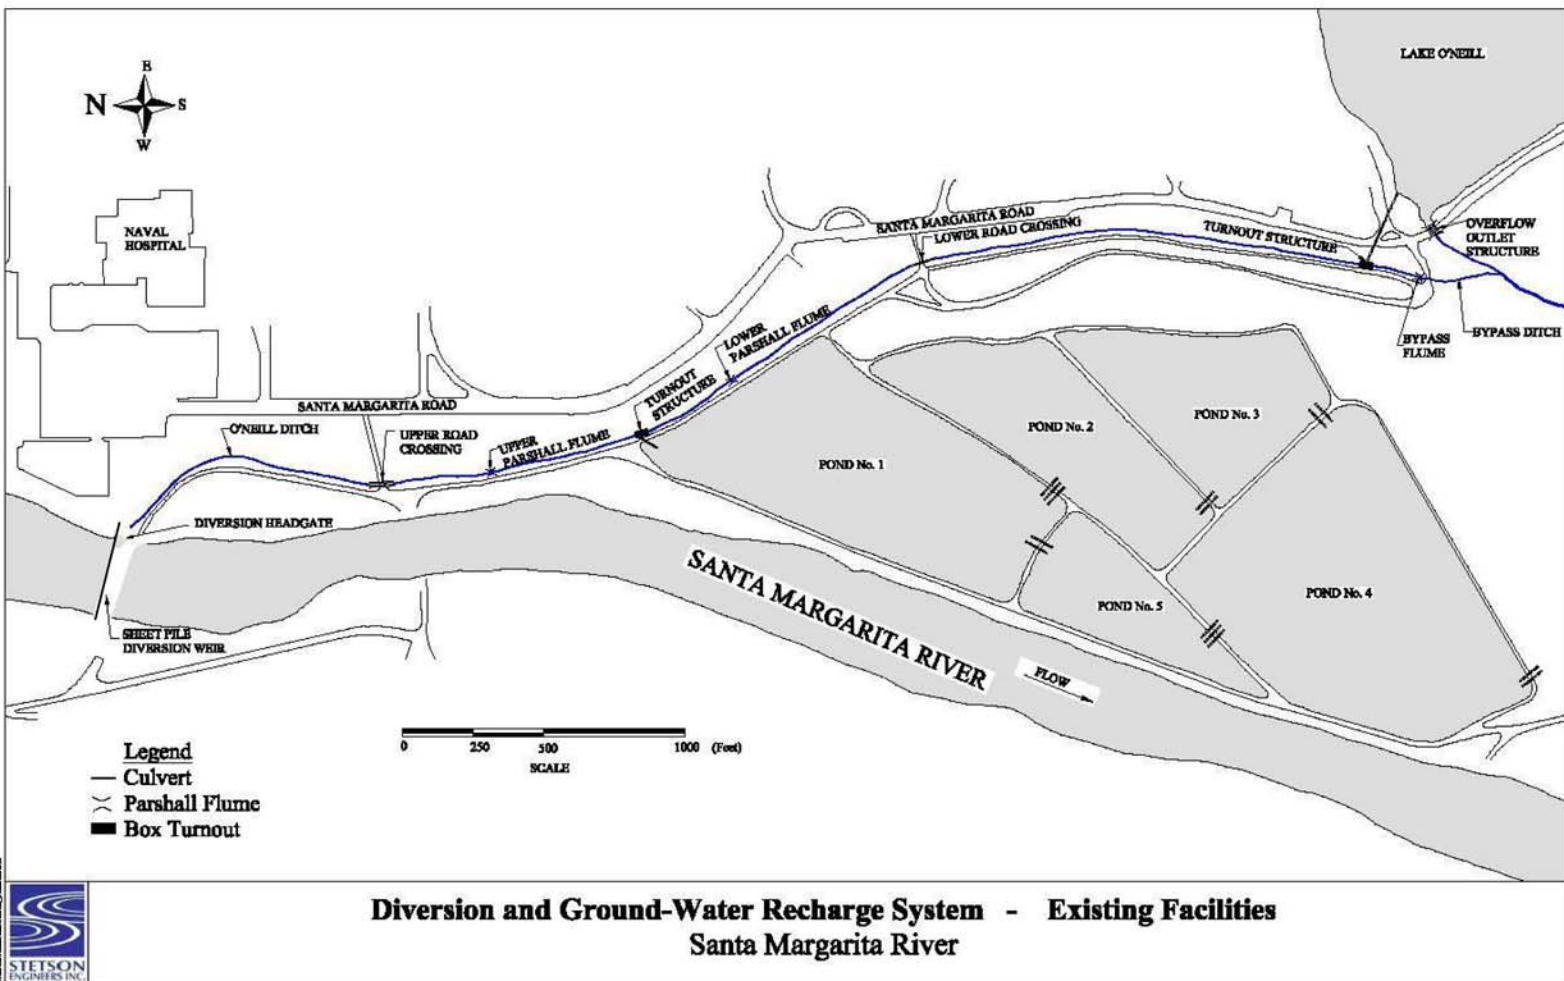 LAKE O'NEILL
E
N
S
W
NAVAL
HOSPITAL
SANTA MARGARITA ROAD
LOWER ROAD CROSSING
TURNOUT STRUCTURE
OVERFLOW
OUTLET
STRUCTURE
BYPASS DITCH
BYPASS
FLUME
LOWER
PARSHALL FLUME
TURNOUT
STRUCTURE
SANTA MARGARITA ROAD
O'NEILL DITCH
UPPER ROAD
CROSSING
UPPER
PARSHALL FLUME
POND No. 1
POND No. 2
POND No. 3
POND No. 4
POND No. 5
DIVERSION HEADGATE
SHEET PILE
DIVERSION WEIR
SANTA MARGARITA RIVER
FLOW
0 250 500 1000 (Feet)
SCALE
Legend
Culvert
Parshall Flume
Box Turnout
Diversion and Ground-Water Recharge System - Existing Facilities
Santa Margarita River
STETSON
ENGINEERS INC.